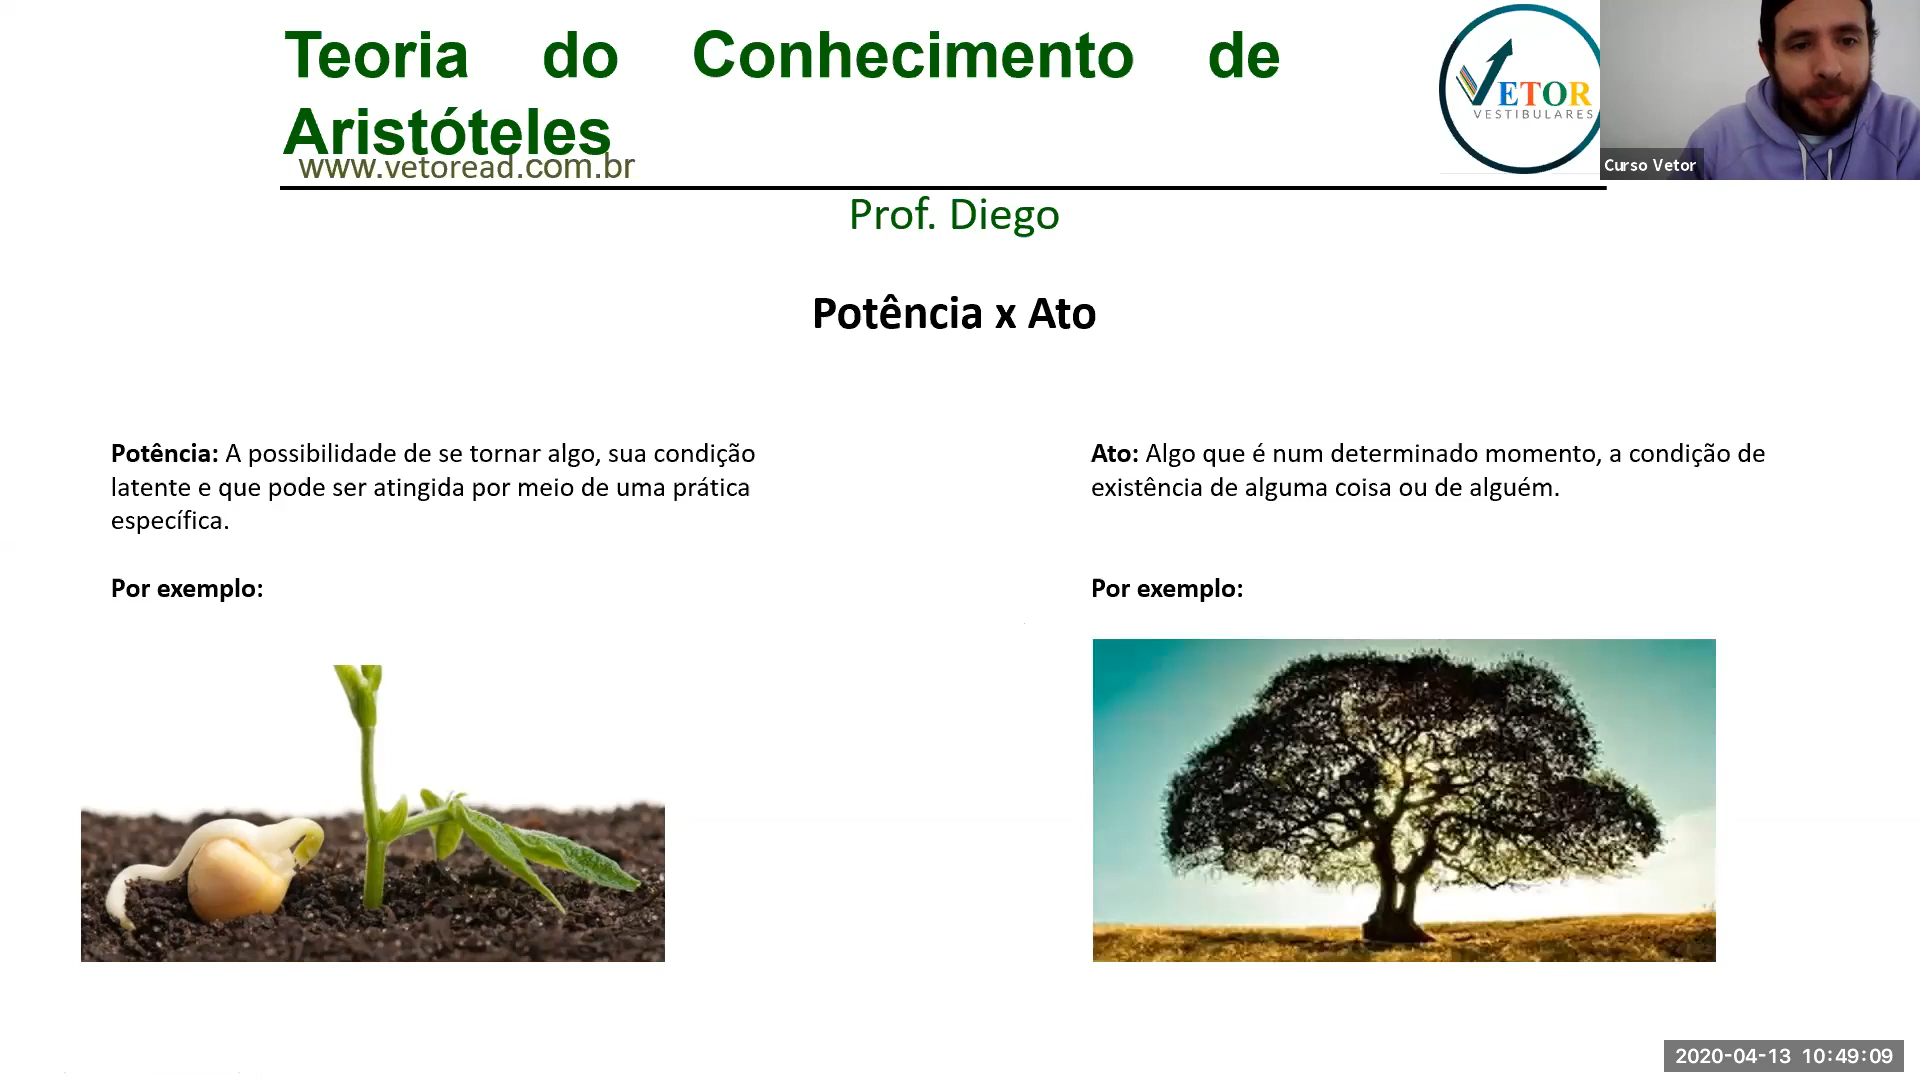 Teoria do Conhecimento de
Aristóteles
www.vetoread.com.br
VETOR
VESTIBULARES
Curso Vetor
Prof. Diego
Potência x Ato
Potência: A possibilidade de se tornar algo, sua condição
latente e que pode ser atingida por meio de uma prática
específica.
Por exemplo:
Ato: Algo que é num determinado momento, a condição de
existência de alguma coisa ou de alguém.
Por exemplo:
2020-04-13 10:49:09